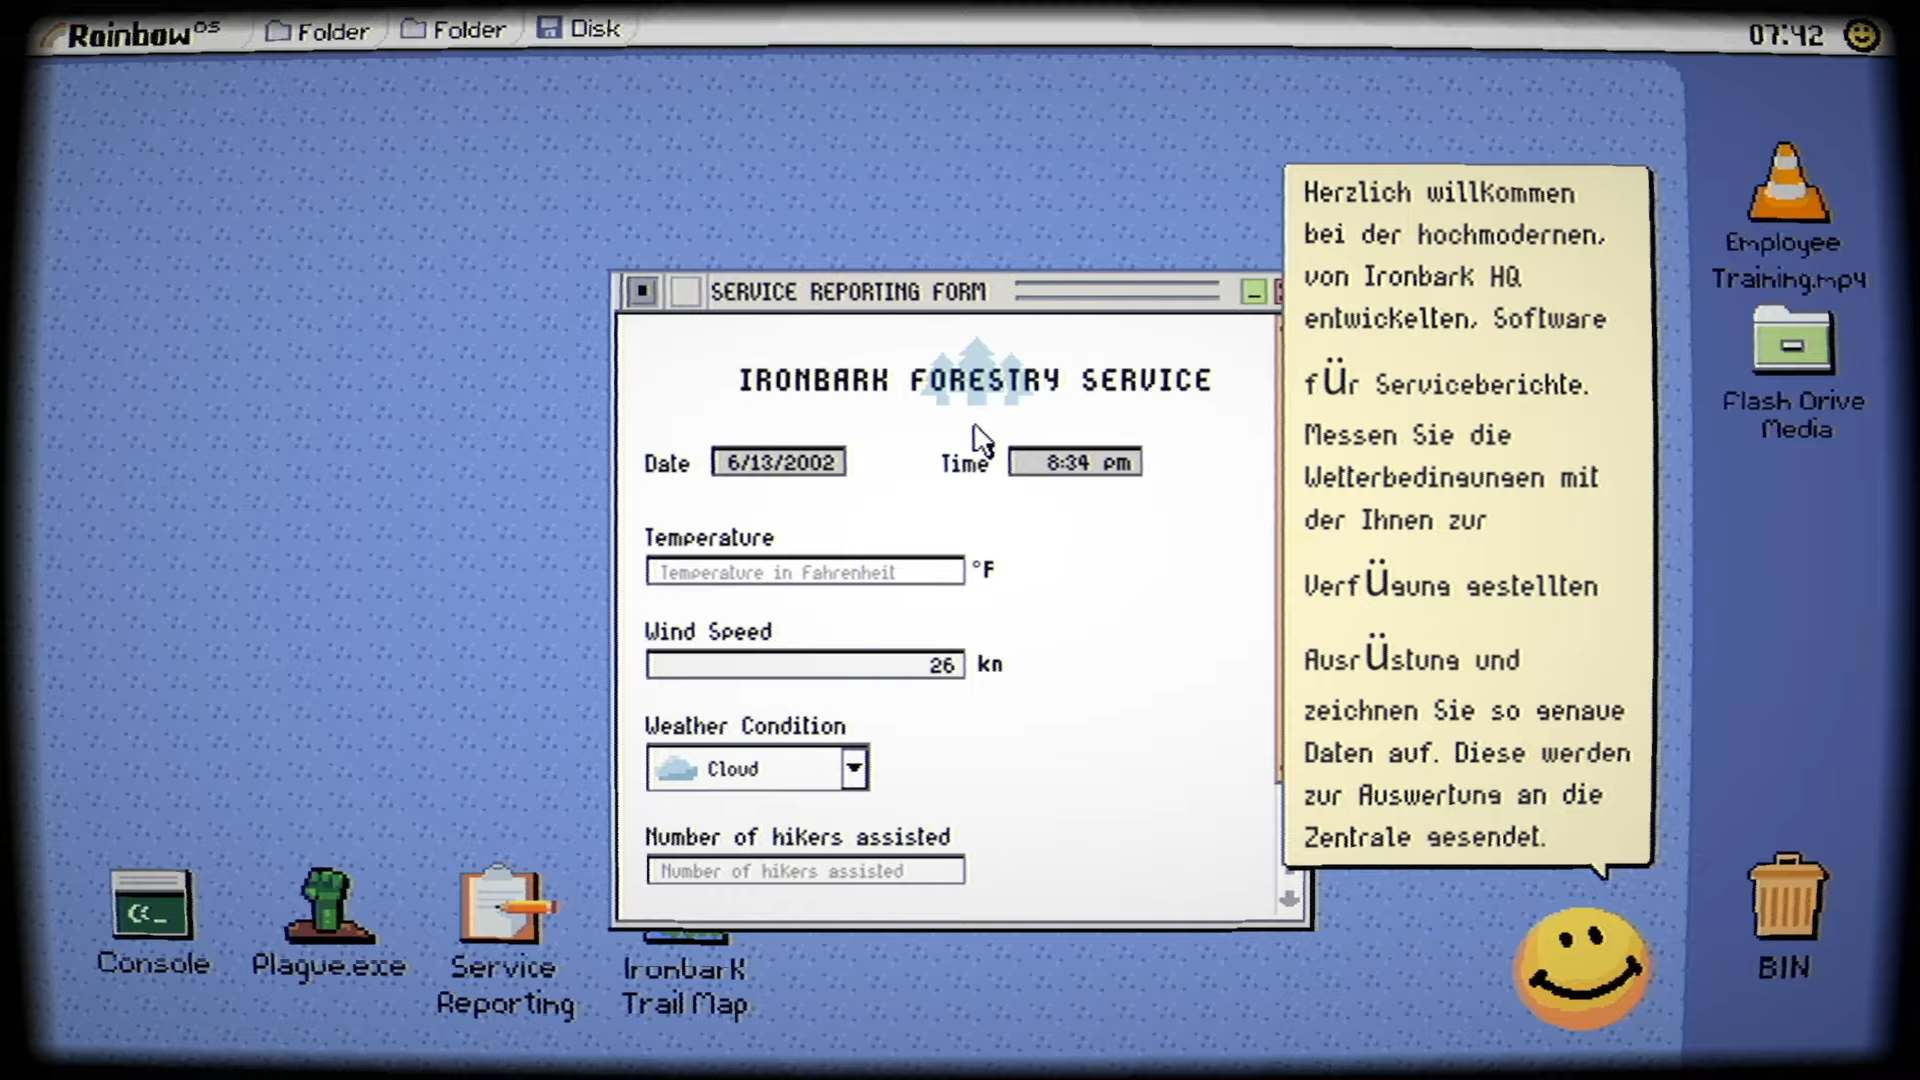 Rainbow OS
Folder
Folder
Disk
07:42
Employee
Training.mp4
Flash Drive
Media
SERVICE REPORTING FORM
IRONBARK FORESTRY SERVICE
Date 6/13/2002 Time 8:34 pm
Temperature
Temperature in Fahrenheit °F
Wind Speed
26 kn
Weather Condition
Cloud
Number of hikers assisted
Number of hikers assisted
Herzlich willkommen
bei der hochmodernen,
von Ironbark HQ
entwickelten, Software
fÜr Serviceberichte.
Messen Sie die
Wetterbedingungen mit
der Ihnen zur
VerfÜgung gestellten
AusrÜstung und
zeichnen Sie so genaue
Daten auf. Diese werden
zur Auswertung an die
Zentrale gesendet.
Console
Plague.exe
Service
Reporting
Ironbark
Trail Map
BIN